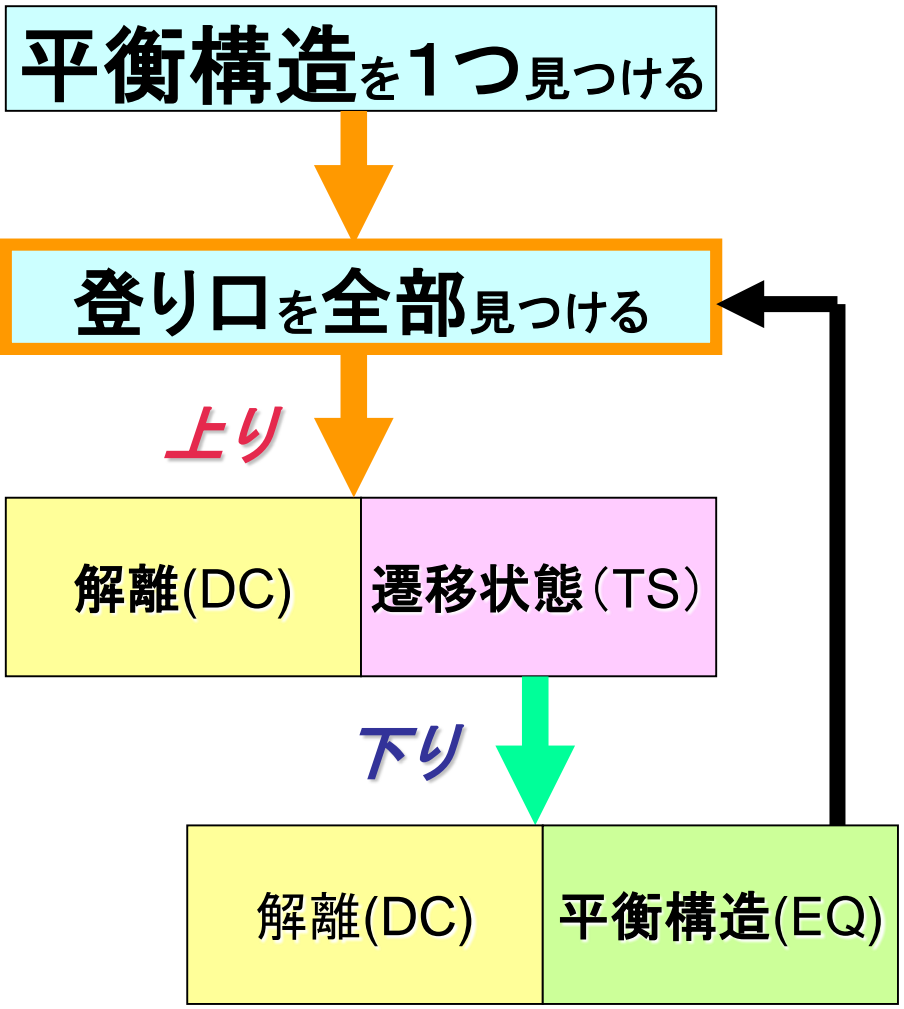 平衡構造を１つ見つける
登り口を全部見つける
上り
解離(DC)
遷移状態（TS）
下り
解離(DC)
平衡構造(EQ)